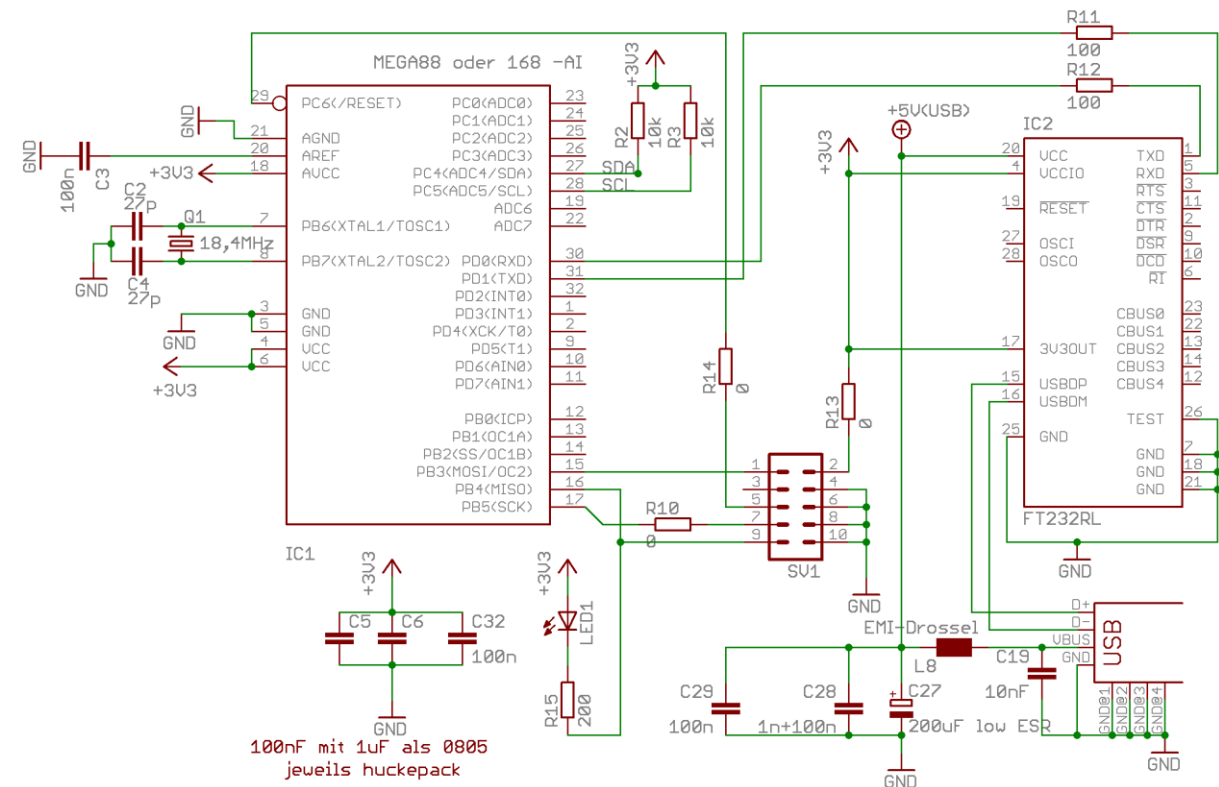 MEGA88 oder 168 -AI
29 PC6(/RESET)
21 AGND
20 AREF
18 AVCC
7 PB6(XTAL1/TOSC1)
8 PB7(XTAL2/TOSC2)
3 GND
5 GND
4 VCC
6 VCC
PC0(ADC0) 23
PC1(ADC1) 24
PC2(ADC2) 25
PC3(ADC3) 26
PC4(ADC4/SDA) 27
PC5(ADC5/SCL) 28
ADC6 19
ADC7 22
PD0(RXD) 30
PD1(TXD) 31
PD2(INT0) 32
PD3(INT1) 1
PD4(XCK/T0) 2
PD5(T1) 9
PD6(AIN0) 10
PD7(AIN1) 11
PB0(ICP) 12
PB1(OC1A) 13
PB2(SS/OC1B) 14
PB3(MOSI/OC2) 15
PB4(MISO) 16
PB5(SCK) 17
IC1
GND
GND
100n
C3
+3V3
C2
27p
Q1
18,4MHz
C4
27p
GND
GND
+3V3
+3V3
R2
10k
R3
10k
SDA
SCL
R11
100
R12
100
+5V(USB)
+3V3
IC2
20 VCC
4 VCCIO
19 RESET
27 OSCI
28 OSCO
17 3V3OUT
15 USBDP
16 USBDM
25 GND
TXD 1
RXD 5
RTS 3
CTS 11
DTR 2
DSR 9
DCD 10
RI 6
CBUS0 23
CBUS1 22
CBUS2 13
CBUS3 14
CBUS4 12
TEST 26
GND 7
GND 18
GND 21
FT232RL
GND
R14
0
R13
0
R10
0
1 2
3 4
5 6
7 8
9 10
SV1
GND
+3V3
C5
C6
C32
100n
GND
100nF mit 1uF als 0805
jeweils huckepack
+3V3
LED1
R15
200
EMI-Drossel
L8
C29
100n
C28
1n+100n
C27
+
200uF low ESR
GND
C19
10nF
D+
D-
VBUS
GND
USB
GND@1
GND@2
GND@3
GND@4
GND